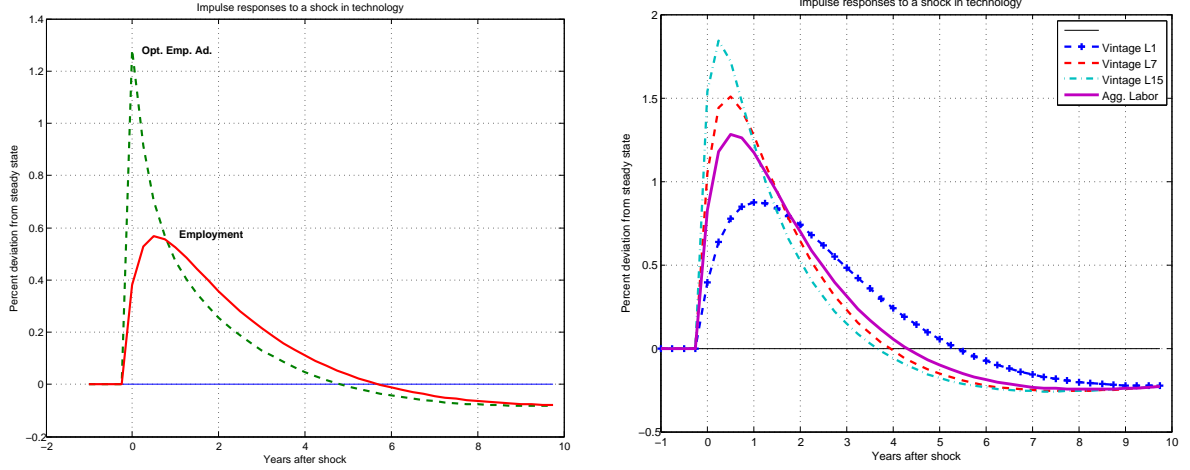 Impulse responses to a shock in technology
1.4
1.2
1
0.8
0.6
0.4
0.2
0
−0.2
Percent deviation from steady state
Opt. Emp. Ad.
Employment
−2
0
2
4
6
8
10
Years after shock
Impulse responses to a shock in technology
2
1.5
1
0.5
0
−0.5
Percent deviation from steady state
Vintage L1
Vintage L7
Vintage L15
Agg. Labor
−1
0
1
2
3
4
5
6
7
8
9
10
Years after shock